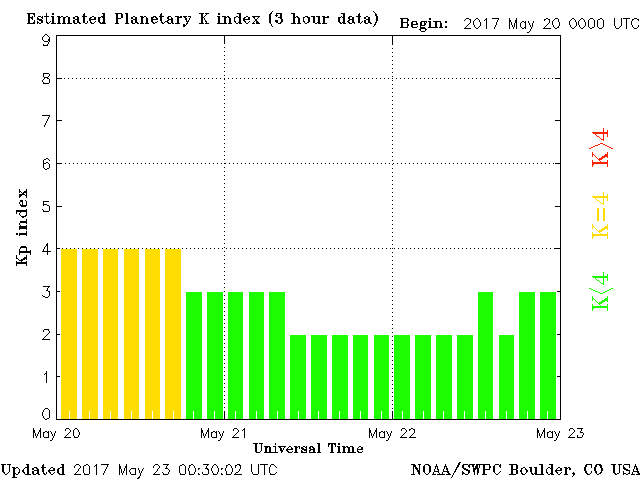 Estimated Planetary K index (3 hour data)
Begin: 2017 May 20 0000 UTC
9
8
7
6
5
4
3
2
1
0
Kp index
K>4
K=4
K<4
May 20
May 21
May 22
May 23
Universal Time
Updated 2017 May 23 00:30:02 UTC
NOAA/SWPC Boulder, CO USA